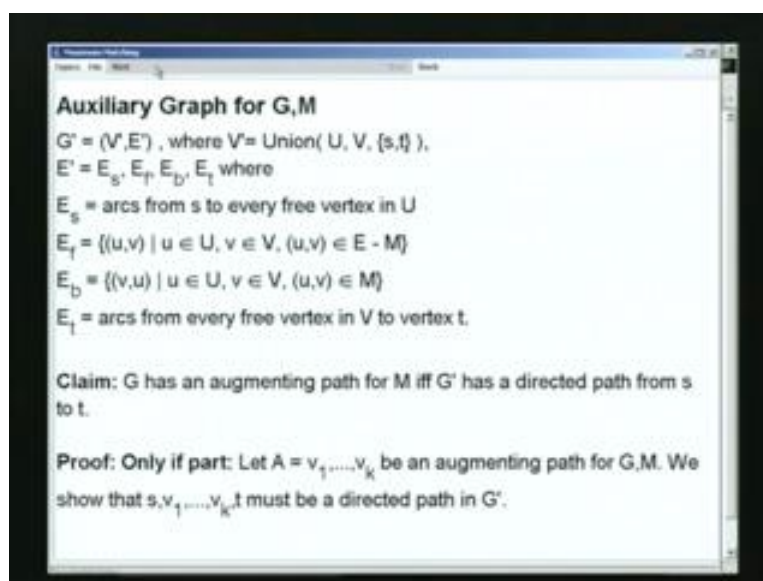 Auxiliary Graph for G,M
G' = (V',E') , where V'= Union( U, V, {s,t} ),
E' = E_s, E_f, E_b, E_t where
E_s = arcs from s to every free vertex in U
E_f = {(u,v) | u ∈ U, v ∈ V, (u,v) ∈ E - M}
E_b = {(v,u) | u ∈ U, v ∈ V, (u,v) ∈ M}
E_t = arcs from every free vertex in V to vertex t.
Claim: G has an augmenting path for M iff G' has a directed path from s
to t.
Proof: Only if part: Let A = v_1,...,v_k be an augmenting path for G,M. We
show that s,v_1,...,v_k,t must be a directed path in G'.